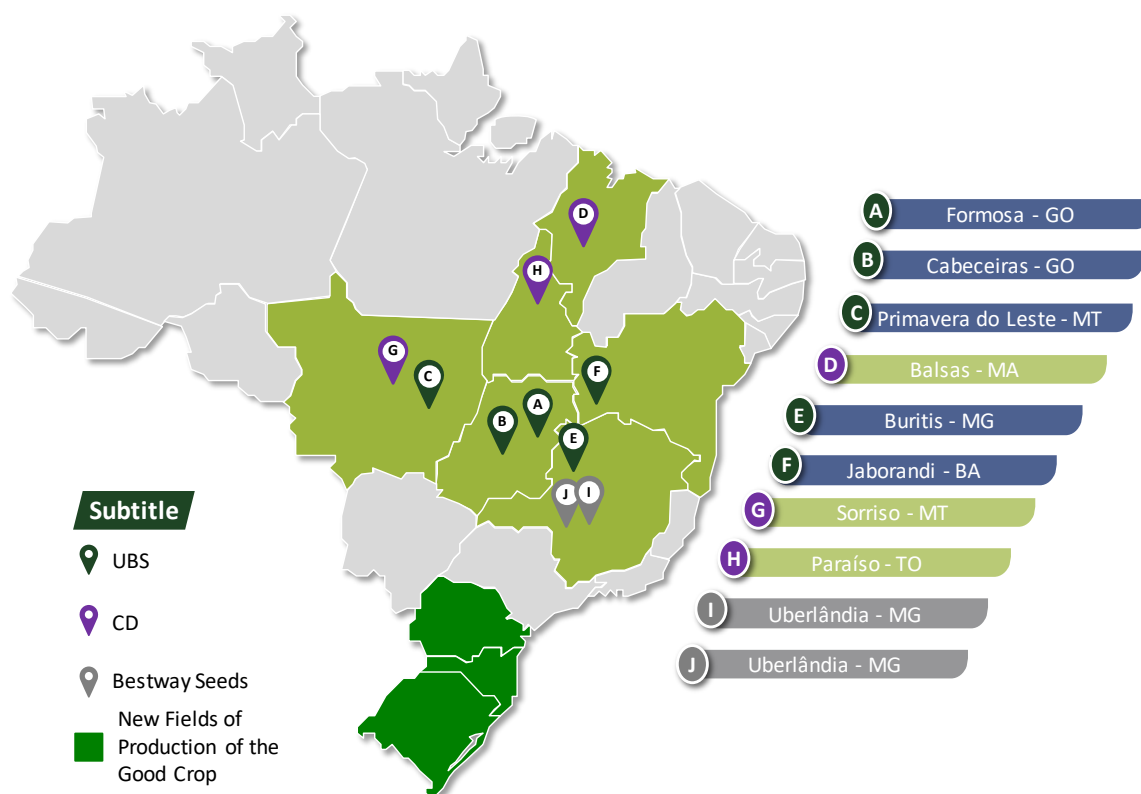 D
H
G
C
F
A
B
E
J
I
A
Formosa - GO
B
Cabeceiras - GO
C
Primavera do Leste - MT
D
Balsas - MA
E
Buritis - MG
F
Jaborandi - BA
G
Sorriso - MT
H
Paraíso - TO
I
Uberlândia - MG
J
Uberlândia - MG
Subtitle
UBS
CD
Bestway Seeds
New Fields of
Production of the
Good Crop